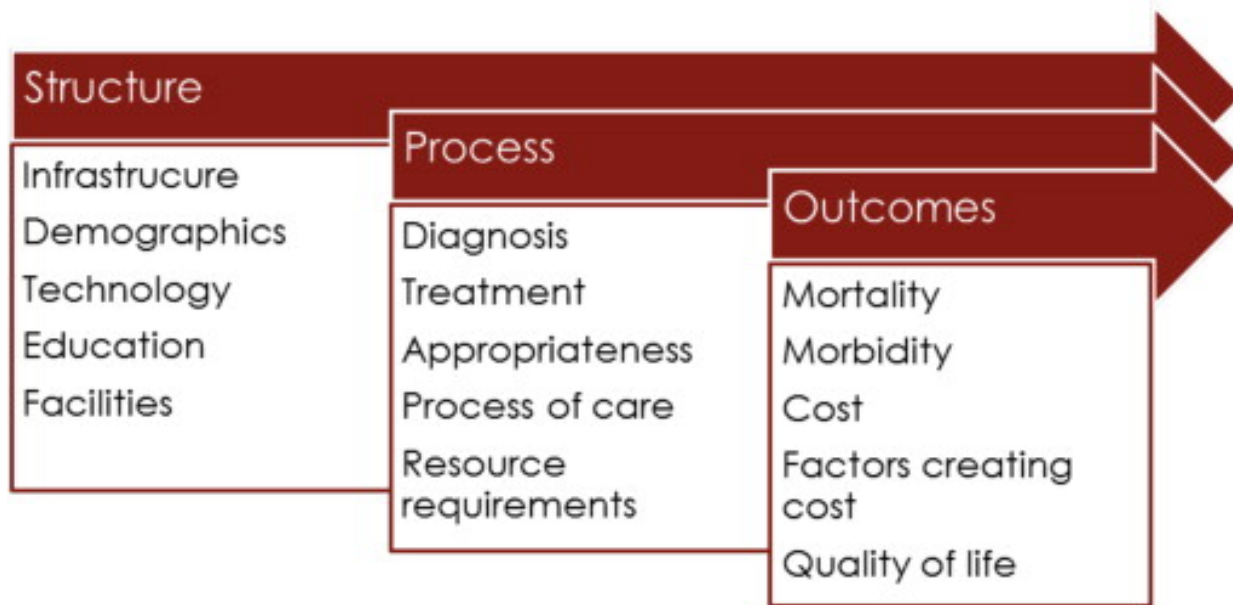 Structure
Infrastrucure
Demographics
Technology
Education
Facilities
Process
Diagnosis
Treatment
Appropriateness
Process of care
Resource
requirements
Outcomes
Mortality
Morbidity
Cost
Factors creating
cost
Quality of life